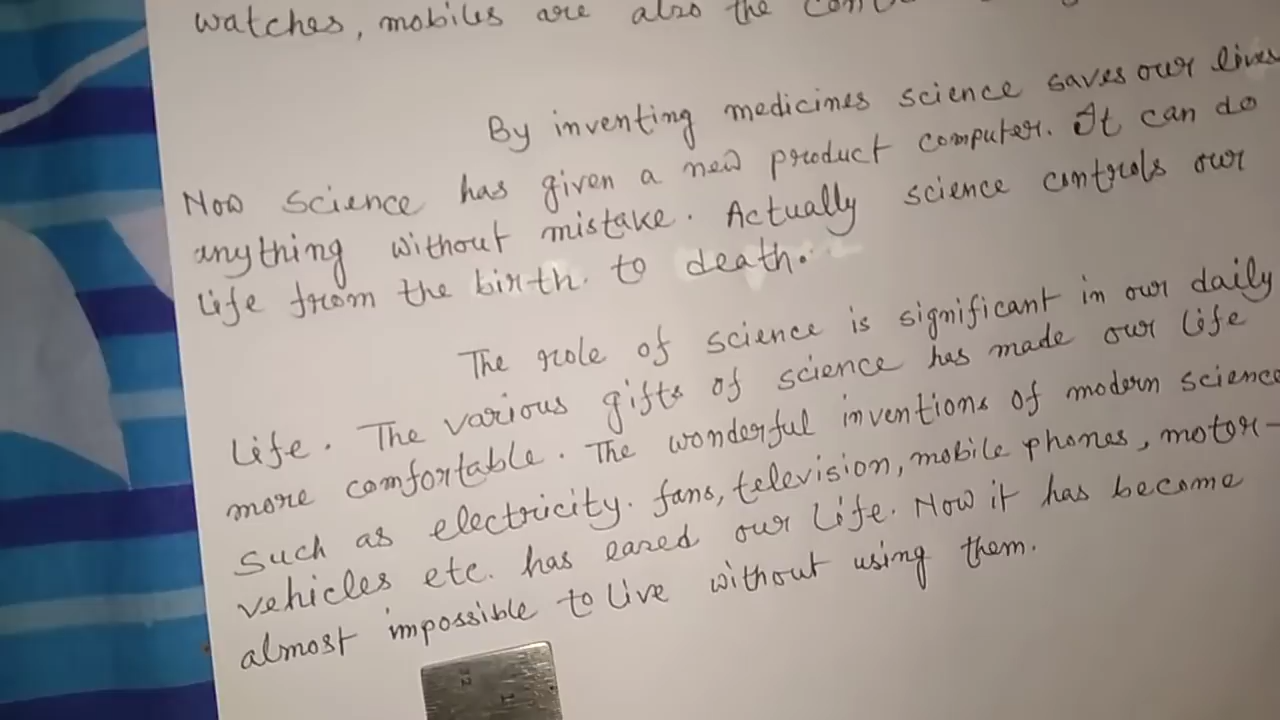 watches, mobiles are also the
By inventing medicines science saves our lives
Now science has given a new product computer. It can do
anything without mistake. Actually science controls our
life from the birth. to death.
The role of science is significant in our daily
life. The various gifts of science has made our life
more comfortable. The wonderful inventions of modern science
such as electricity. fans, television, mobile phones, motor-
vehicles etc. has eased our life. Now it has become
almost impossible to live without using them.